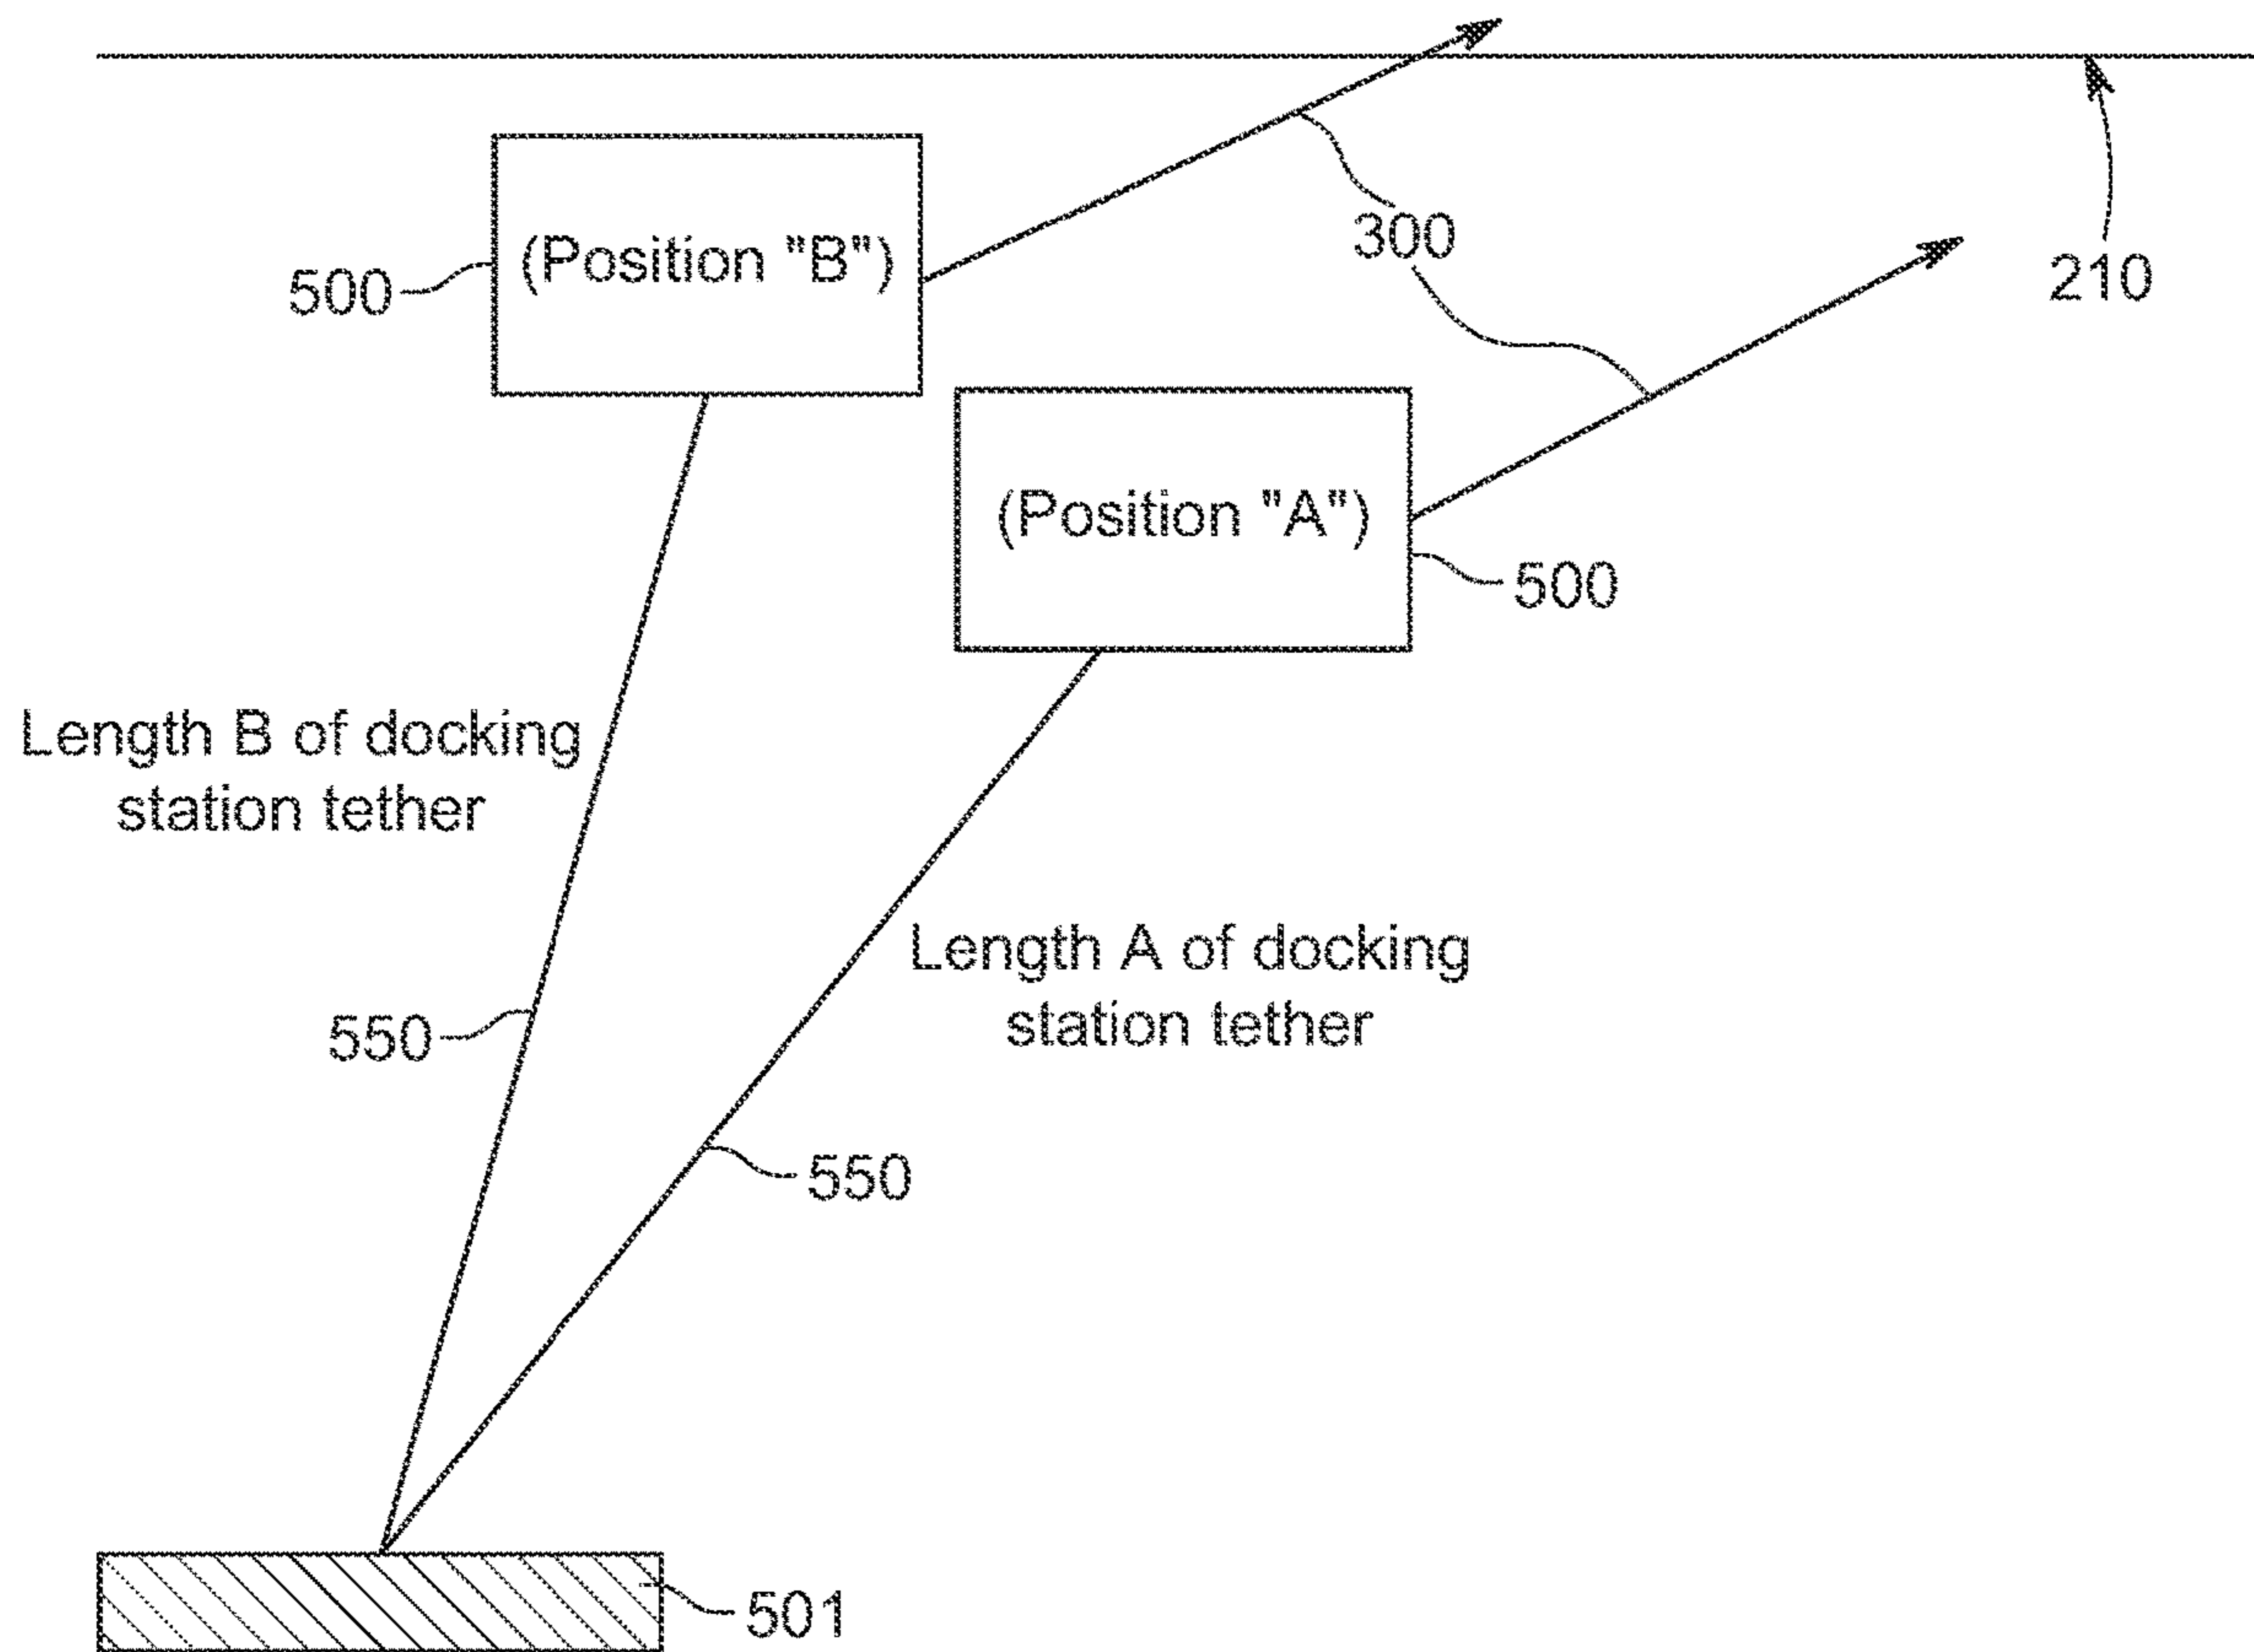 (Position "B")
300
500
210
(Position "A")
500
Length B of docking
station tether
Length A of docking
station tether
550
550
501